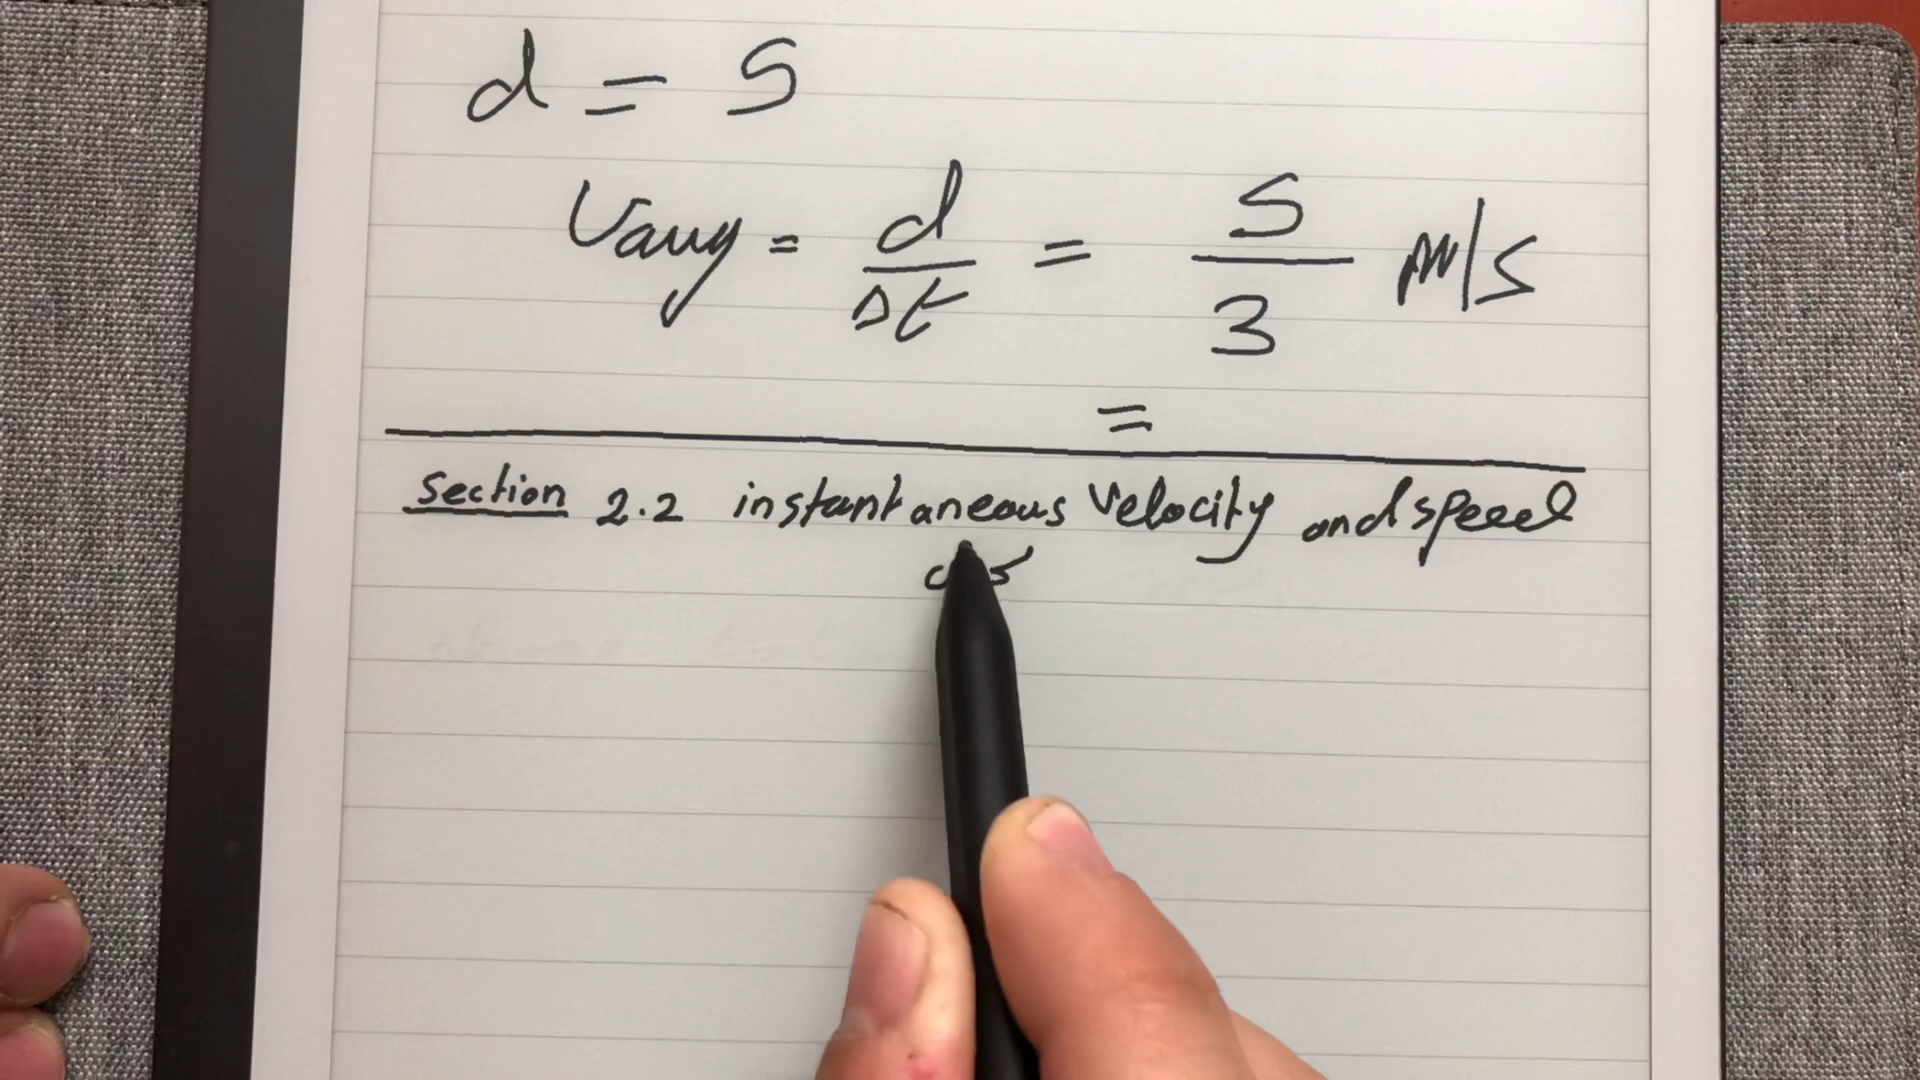 d = 5
Vavg = d/Δt = 5/3 m/s
=
section 2.2 instantaneous Velocity and speed